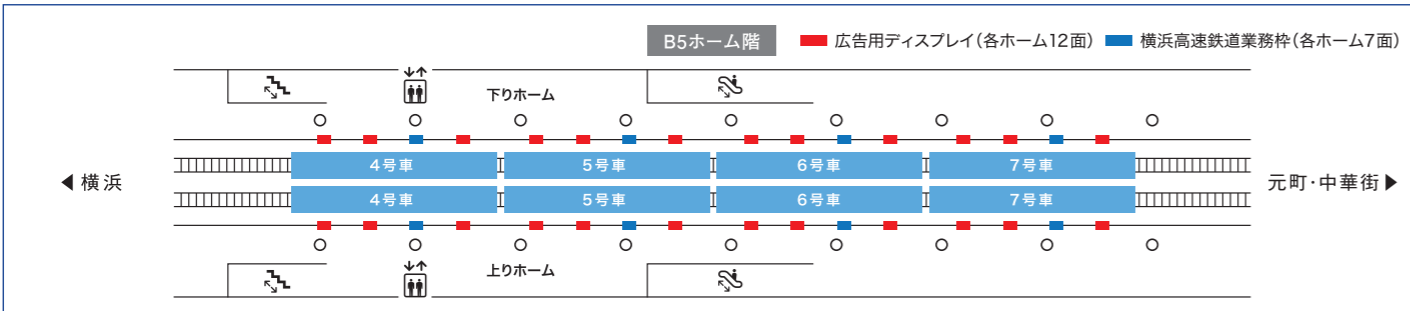 B5ホーム階 広告用ディスプレイ(各ホーム12面) 横浜高速鉄道業務枠(各ホーム7面)
下りホーム
4号車 5号車 6号車 7号車
◀横浜 元町・中華街▶
4号車 5号車 6号車 7号車
上りホーム